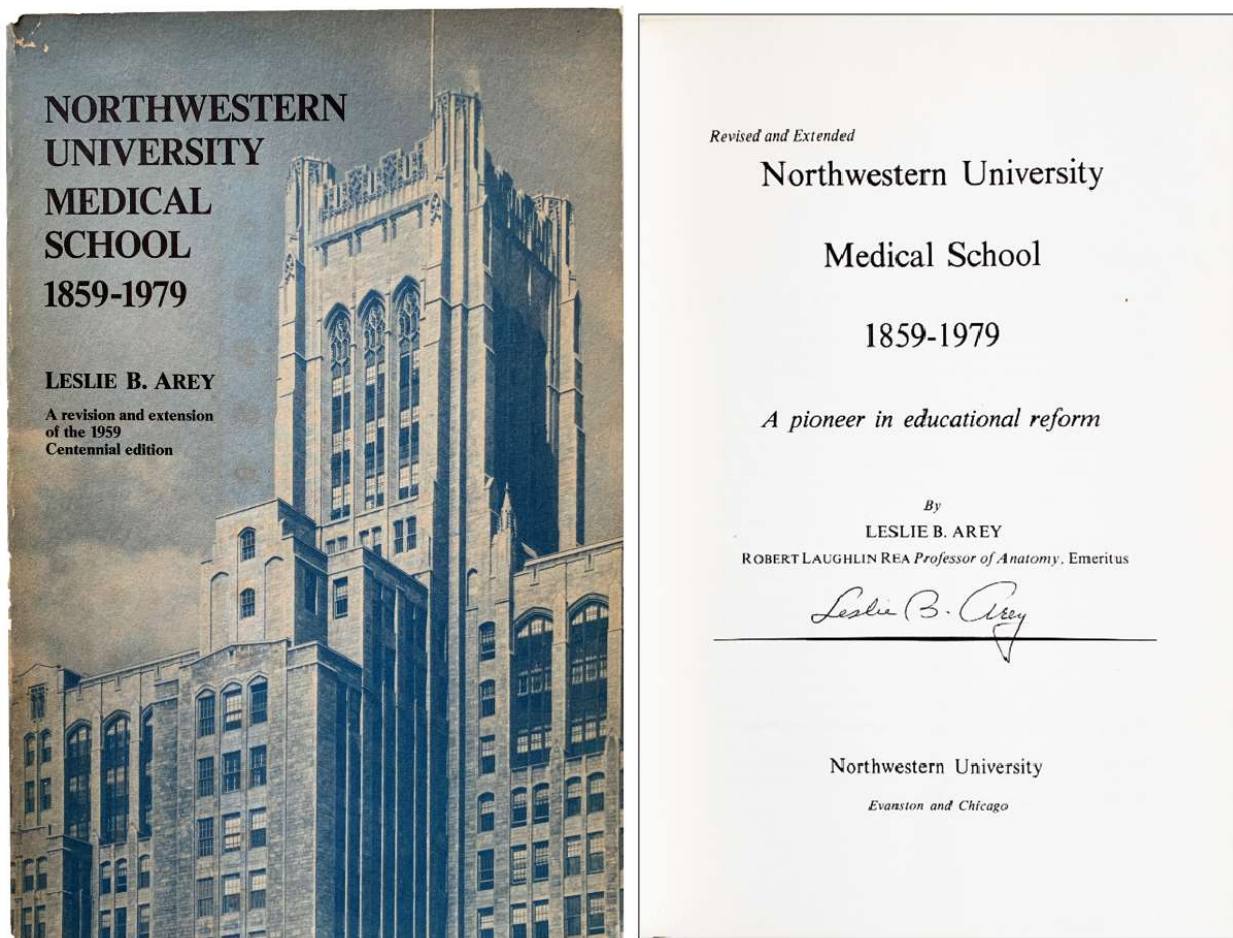 NORTHWESTERN
UNIVERSITY
MEDICAL
SCHOOL
1859-1979
LESLIE B. AREY
A revision and extension
of the 1959
Centennial edition
Revised and Extended
Northwestern University
Medical School
1859-1979
A pioneer in educational reform
By
LESLIE B. AREY
ROBERT LAUGHLIN REA Professor of Anatomy, Emeritus
Leslie B. Arey
Northwestern University
Evanston and Chicago